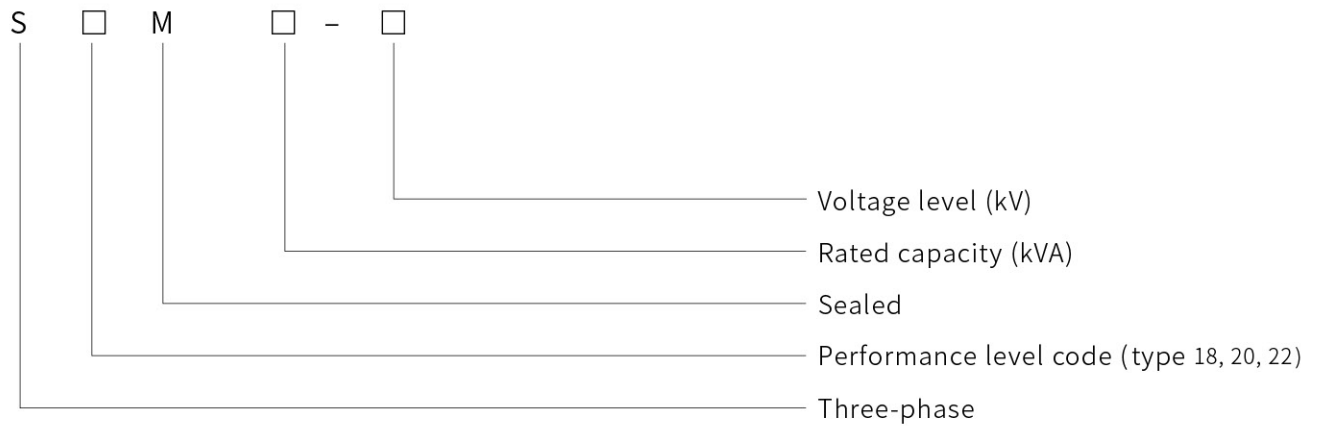 S □ M □ – □
Voltage level (kV)
Rated capacity (kVA)
Sealed
Performance level code (type 18, 20, 22)
Three-phase